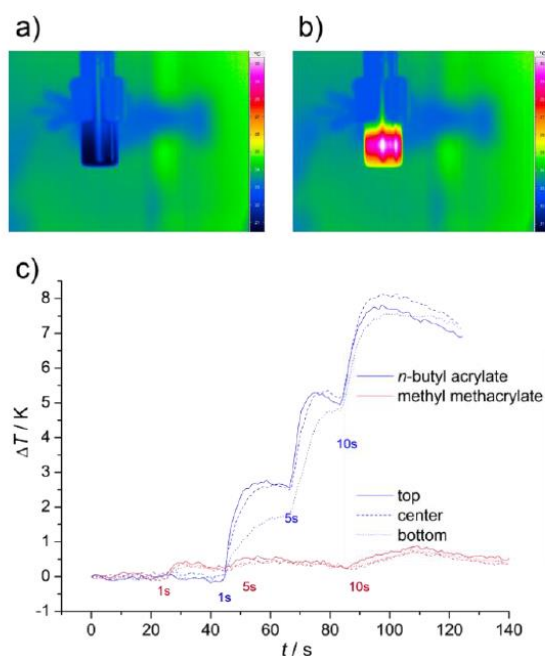 a) b)
°C °C
c)
8
7
6
5
4
3
2
1
0
-1
ΔT / K
n-butyl acrylate
methyl methacrylate
10s
top
5s
center
bottom
1s 1s 5s 10s
0 20 40 60 80 100 120 140
t / s